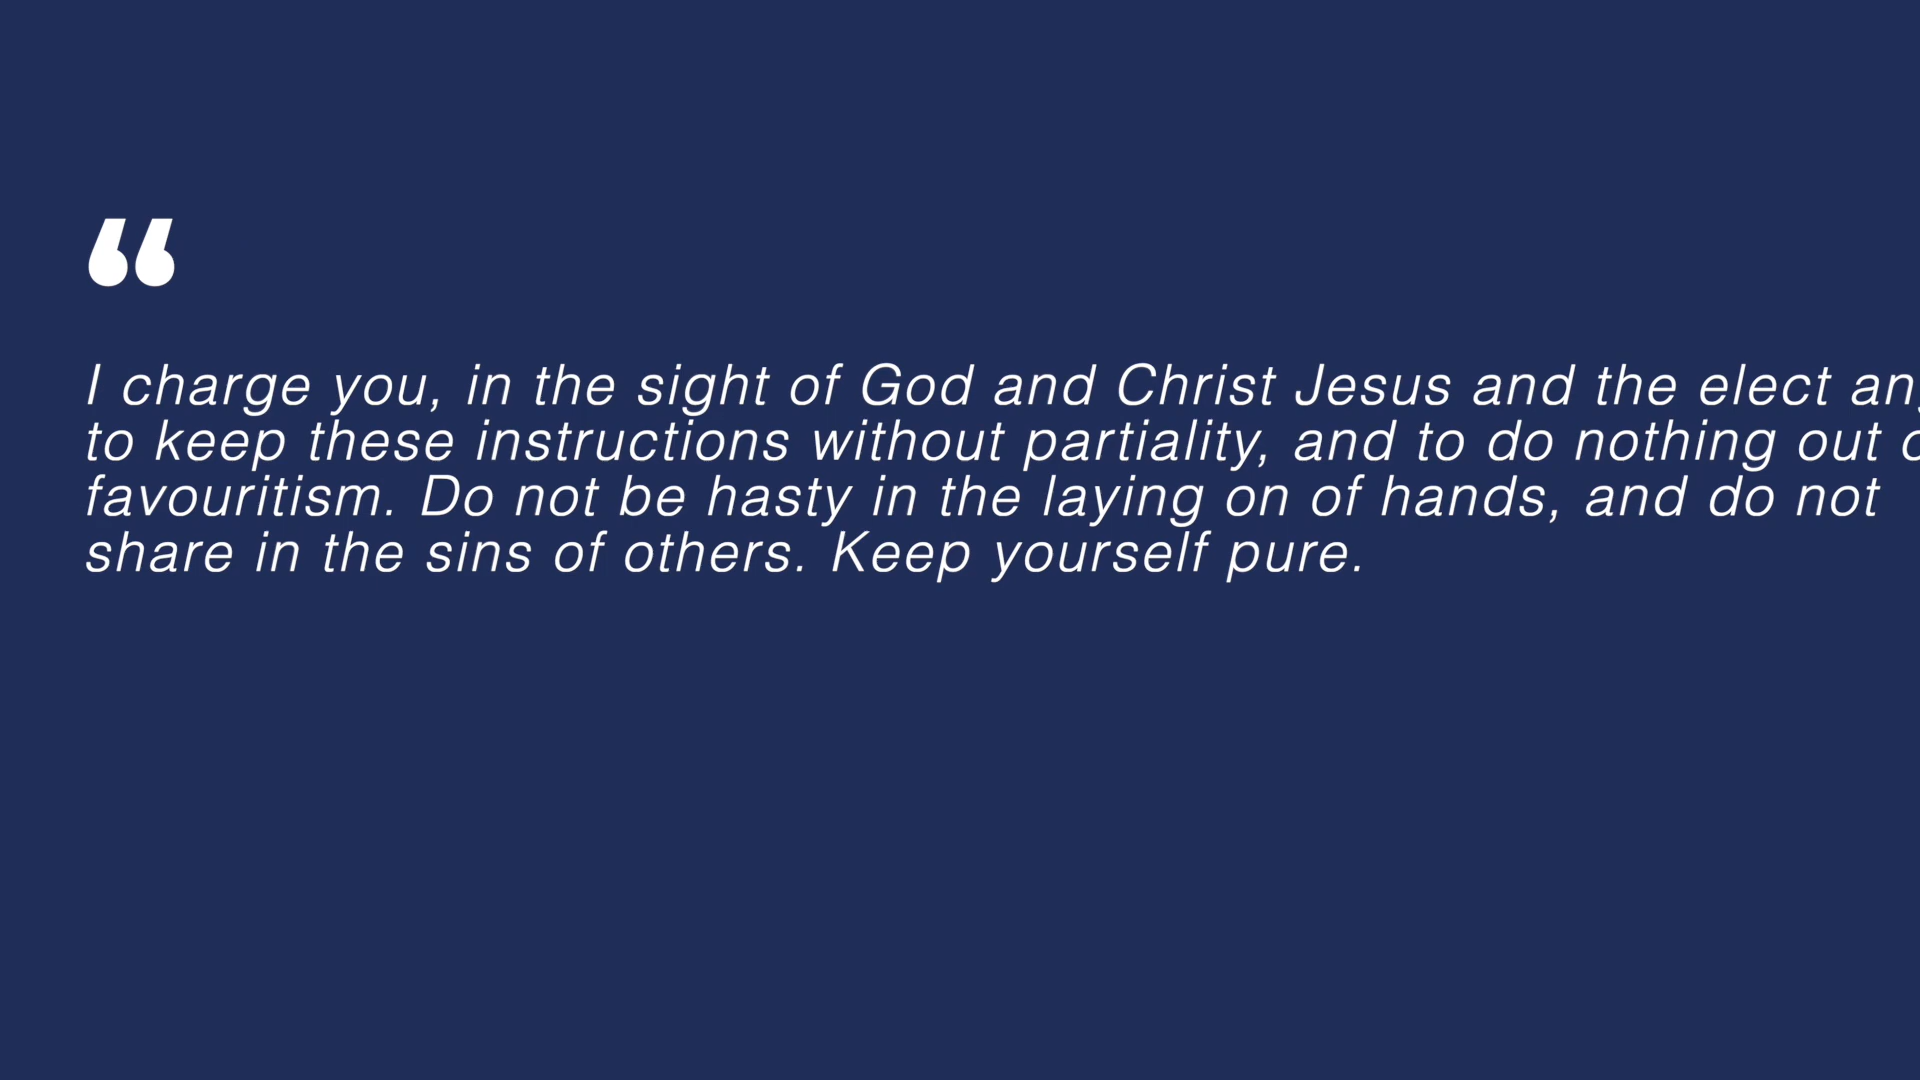 “
I charge you, in the sight of God and Christ Jesus and the elect
to keep these instructions without partiality, and to do nothing out
favouritism. Do not be hasty in the laying on of hands, and do not
share in the sins of others. Keep yourself pure.